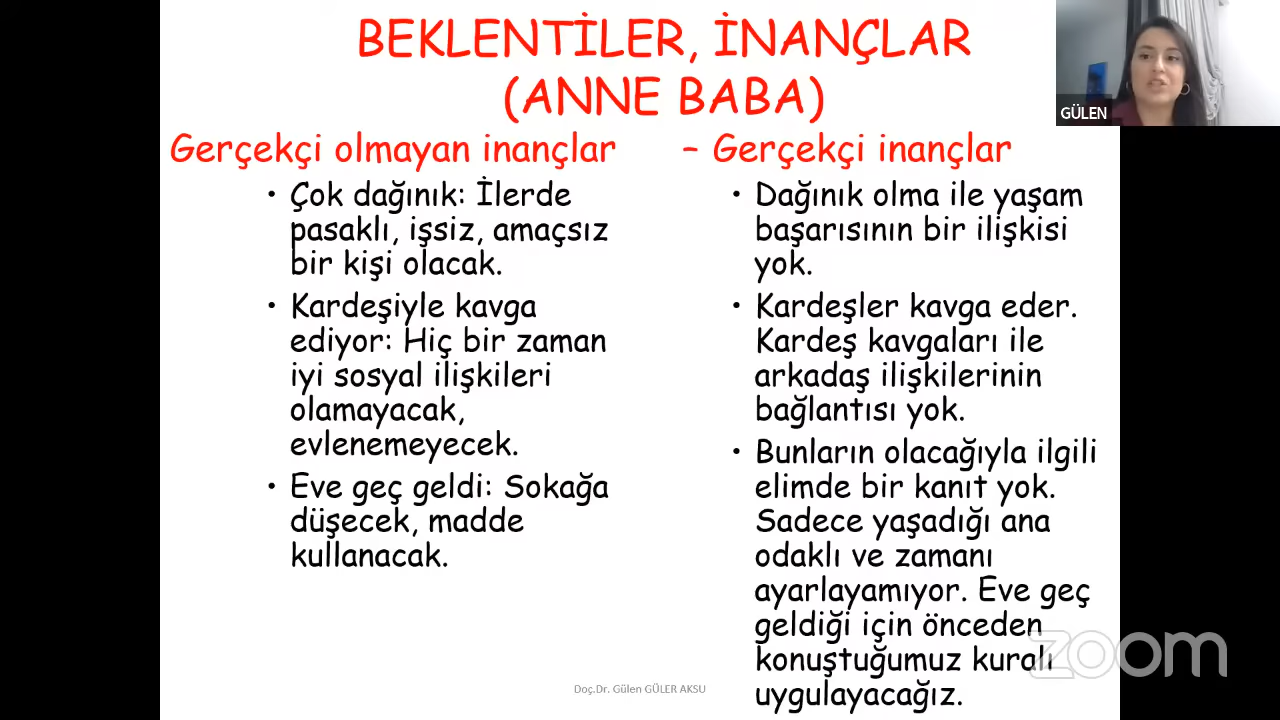 BEKLENTİLER, İNANÇLAR
(ANNE BABA)
GÜLEN
Gerçekçi olmayan inançlar
• Çok dağınık: İlerde
pasaklı, işsiz, amaçsız
bir kişi olacak.
• Kardeşiyle kavga
ediyor: Hiç bir zaman
iyi sosyal ilişkileri
olamayacak,
evlenemeyecek.
• Eve geç geldi: Sokağa
düşecek, madde
kullanacak.
– Gerçekçi inançlar
• Dağınık olma ile yaşam
başarısının bir ilişkisi
yok.
• Kardeşler kavga eder.
Kardeş kavgaları ile
arkadaş ilişkilerinin
bağlantısı yok.
• Bunların olacağıyla ilgili
elimde bir kanıt yok.
Sadece yaşadığı ana
odaklı ve zamanı
ayarlayamıyor. Eve geç
geldiği için önceden
konuştuğumuz kuralı
uygulayacağız.
Doç.Dr. Gülen GÜLER AKSU
zoom